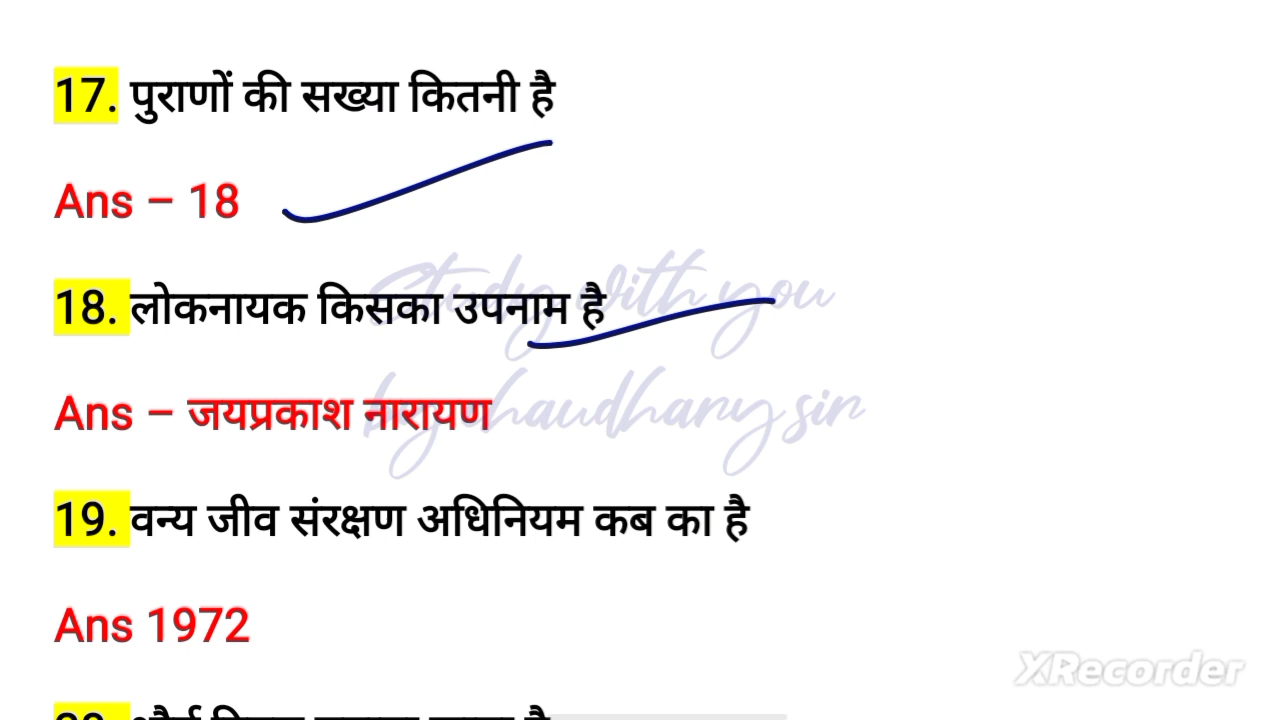 17. पुराणों की सख्या कितनी है
Ans – 18
Study with you
18. लोकनायक किसका उपनाम है
by chaudhary sir
Ans – जयप्रकाश नारायण
19. वन्य जीव संरक्षण अधिनियम कब का है
Ans 1972
XRecorder